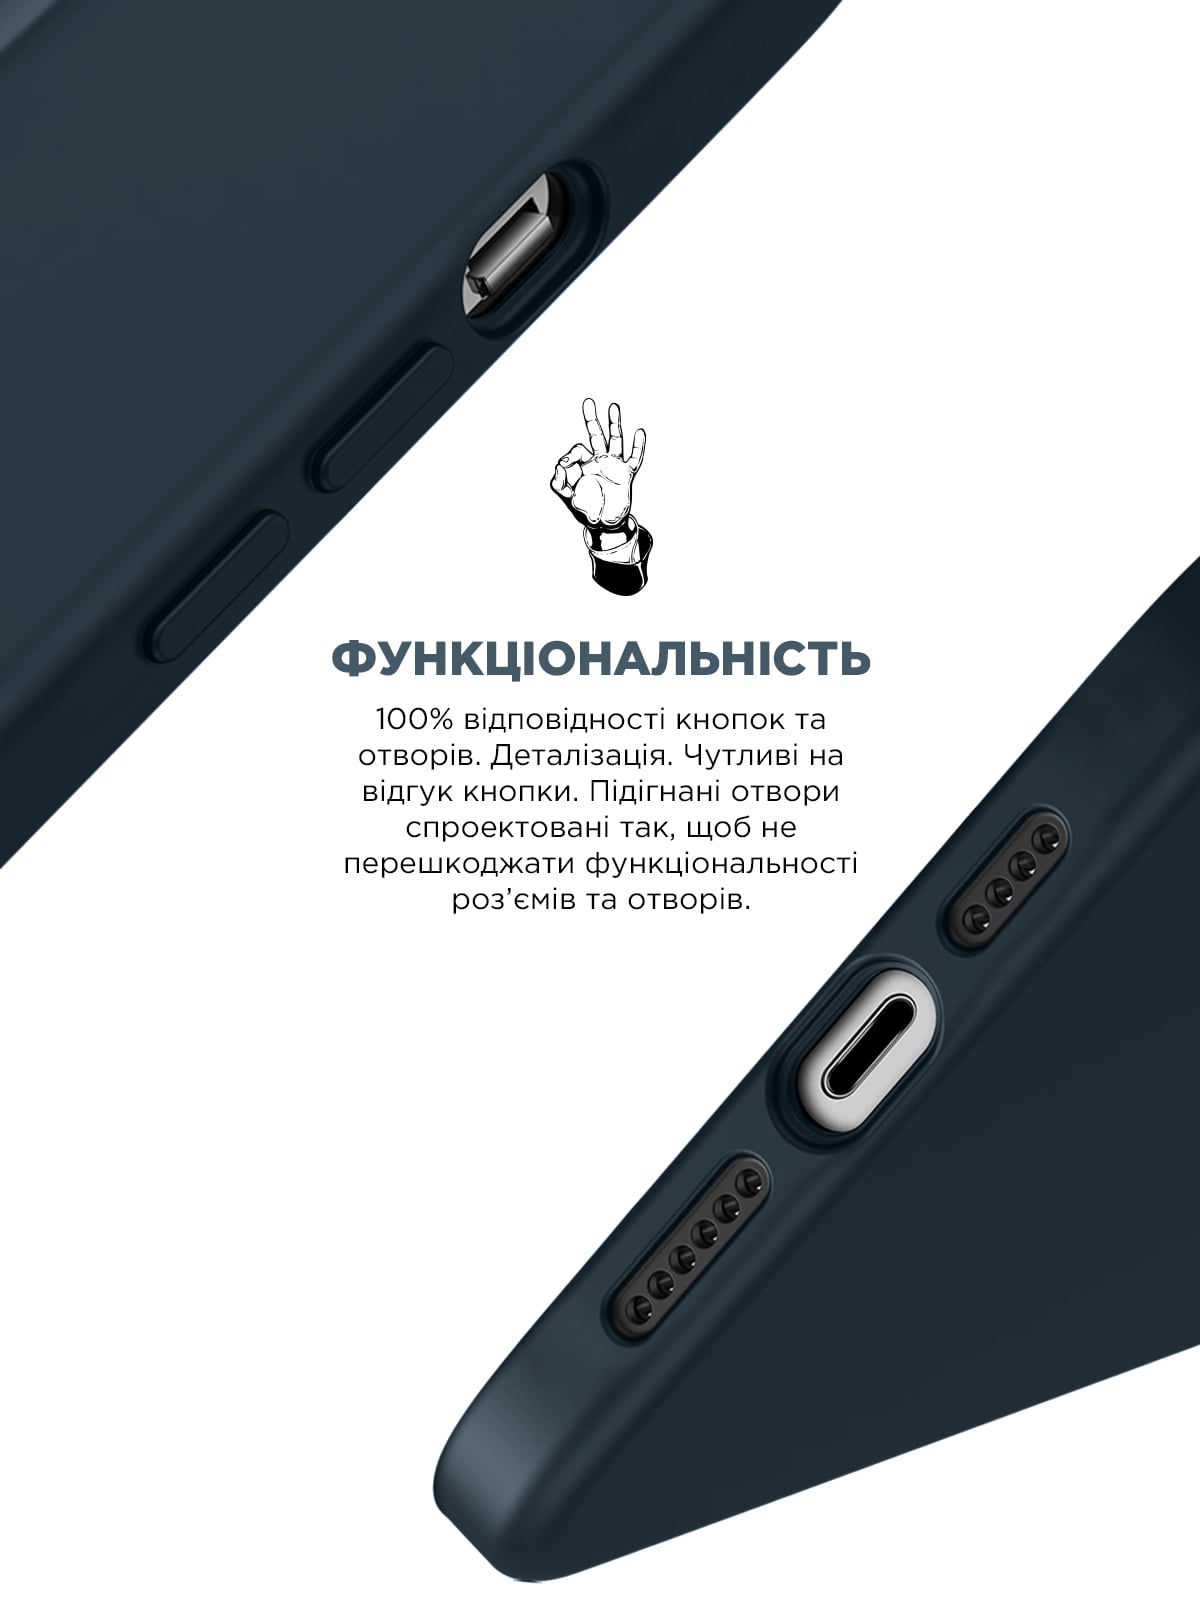 ФУНКЦІОНАЛЬНІСТЬ
100% відповідності кнопок та
отворів. Деталізація. Чутливі на
відгук кнопки. Підігнані отвори
спроектовані так, щоб не
перешкоджати функціональності
роз’ємів та отворів.